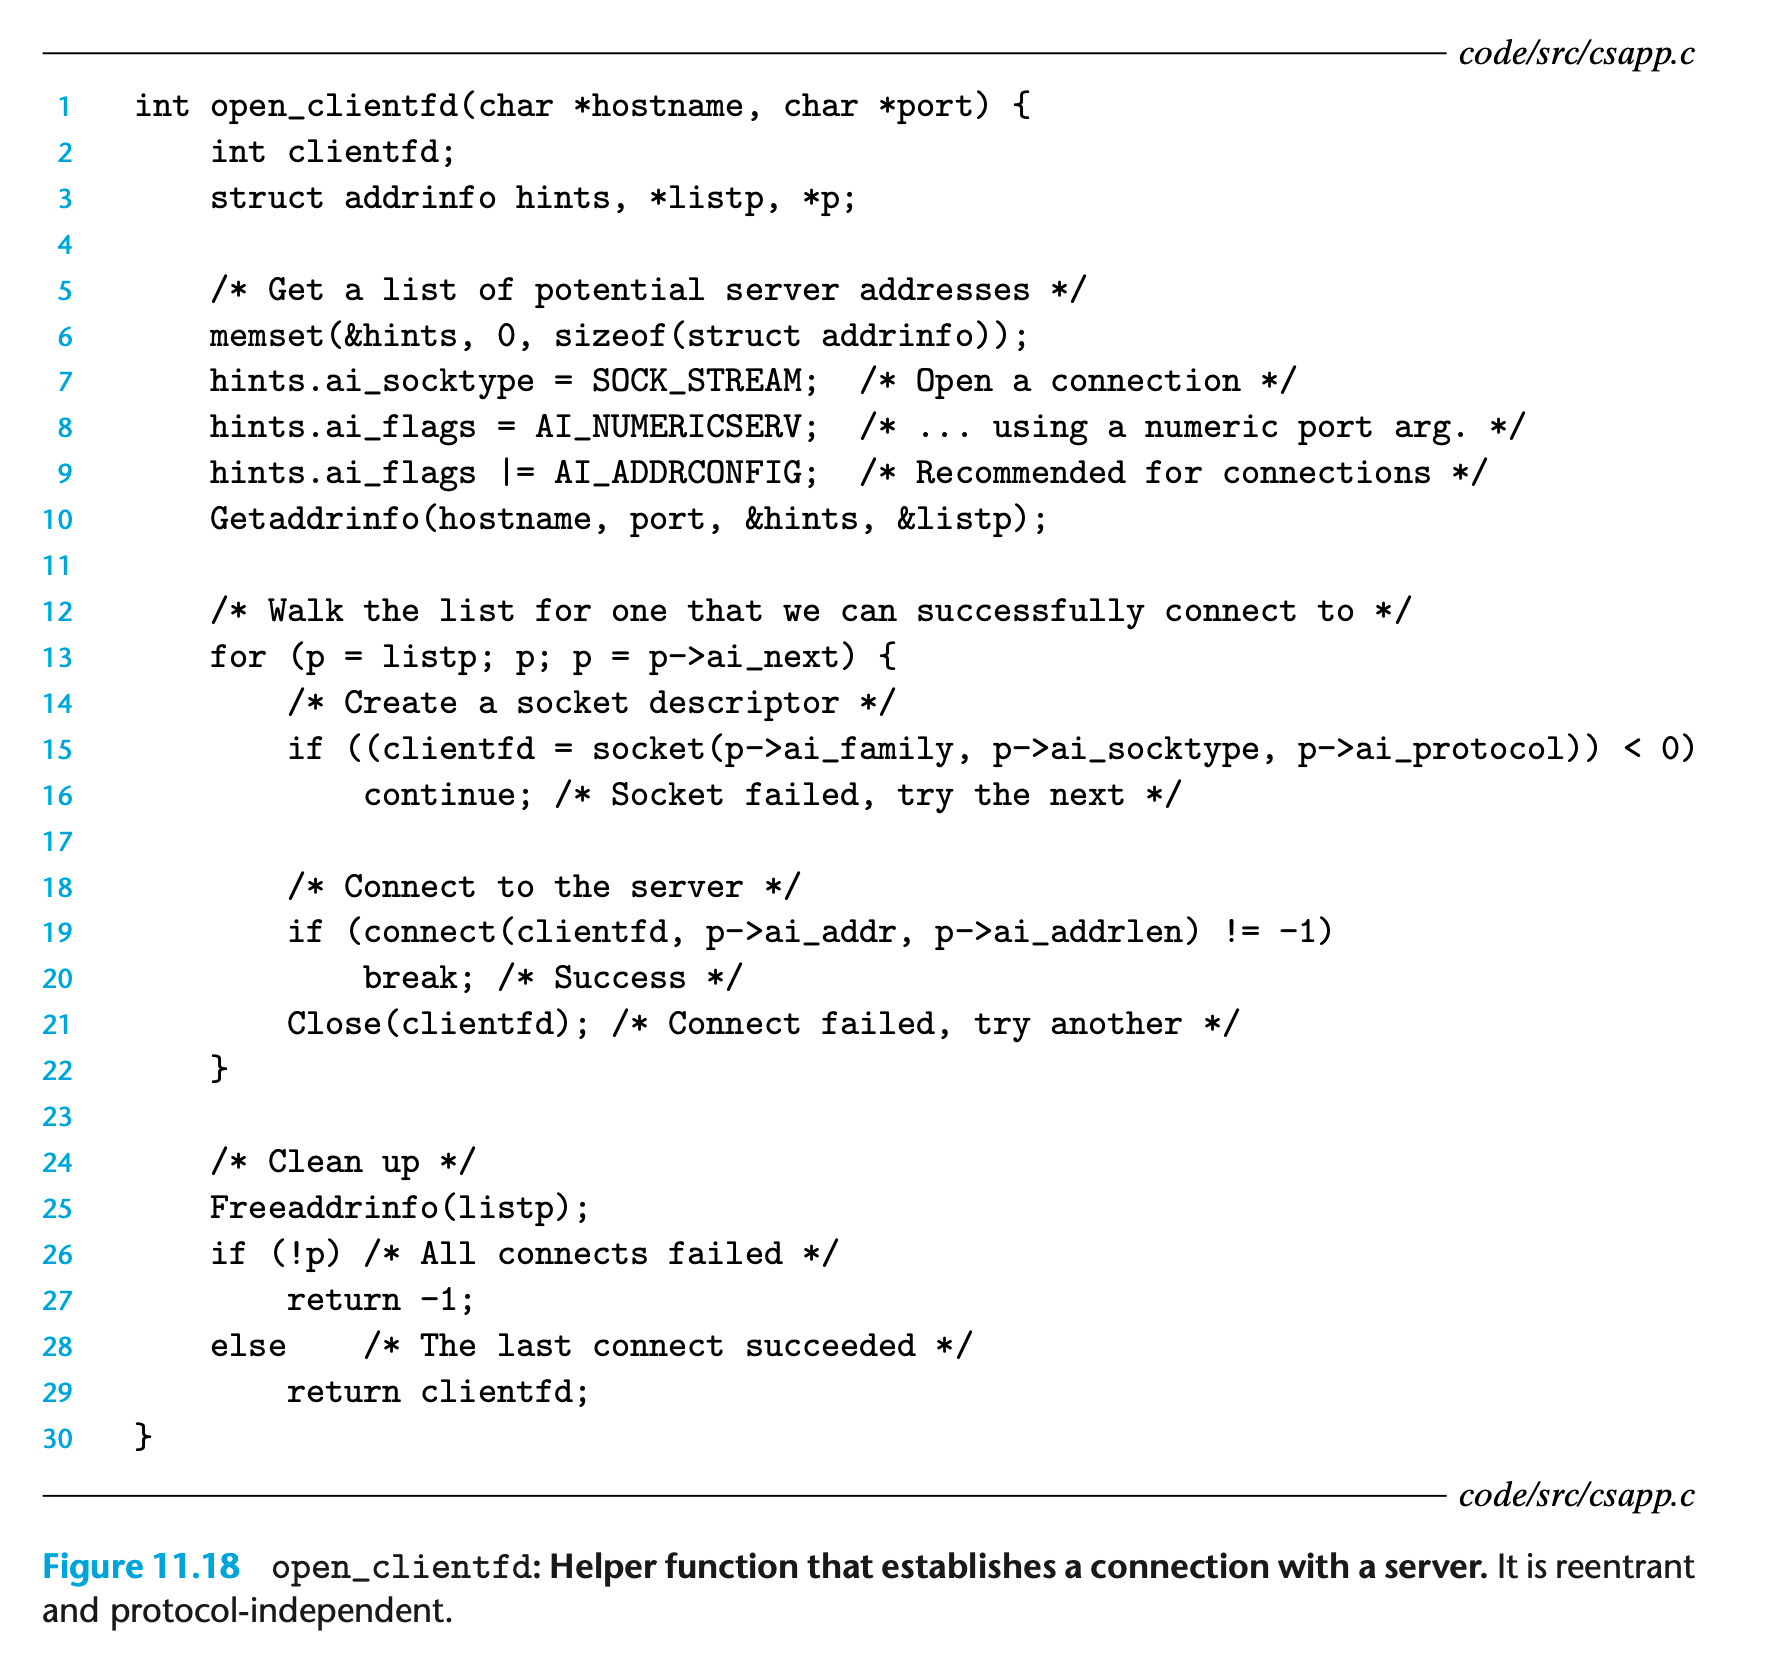 code/src/csapp.c
1 int open_clientfd(char *hostname, char *port) {
2 int clientfd;
3 struct addrinfo hints, *listp, *p;
4
5 /* Get a list of potential server addresses */
6 memset(&hints, 0, sizeof(struct addrinfo));
7 hints.ai_socktype = SOCK_STREAM; /* Open a connection */
8 hints.ai_flags = AI_NUMERICSERV; /* ... using a numeric port arg. */
9 hints.ai_flags |= AI_ADDRCONFIG; /* Recommended for connections */
10 Getaddrinfo(hostname, port, &hints, &listp);
11
12 /* Walk the list for one that we can successfully connect to */
13 for (p = listp; p; p = p->ai_next) {
14 /* Create a socket descriptor */
15 if ((clientfd = socket(p->ai_family, p->ai_socktype, p->ai_protocol)) < 0)
16 continue; /* Socket failed, try the next */
17
18 /* Connect to the server */
19 if (connect(clientfd, p->ai_addr, p->ai_addrlen) != -1)
20 break; /* Success */
21 Close(clientfd); /* Connect failed, try another */
22 }
23
24 /* Clean up */
25 Freeaddrinfo(listp);
26 if (!p) /* All connects failed */
27 return -1;
28 else /* The last connect succeeded */
29 return clientfd;
30 }
code/src/csapp.c
Figure 11.18 open_clientfd: Helper function that establishes a connection with a server. It is reentrant
and protocol-independent.